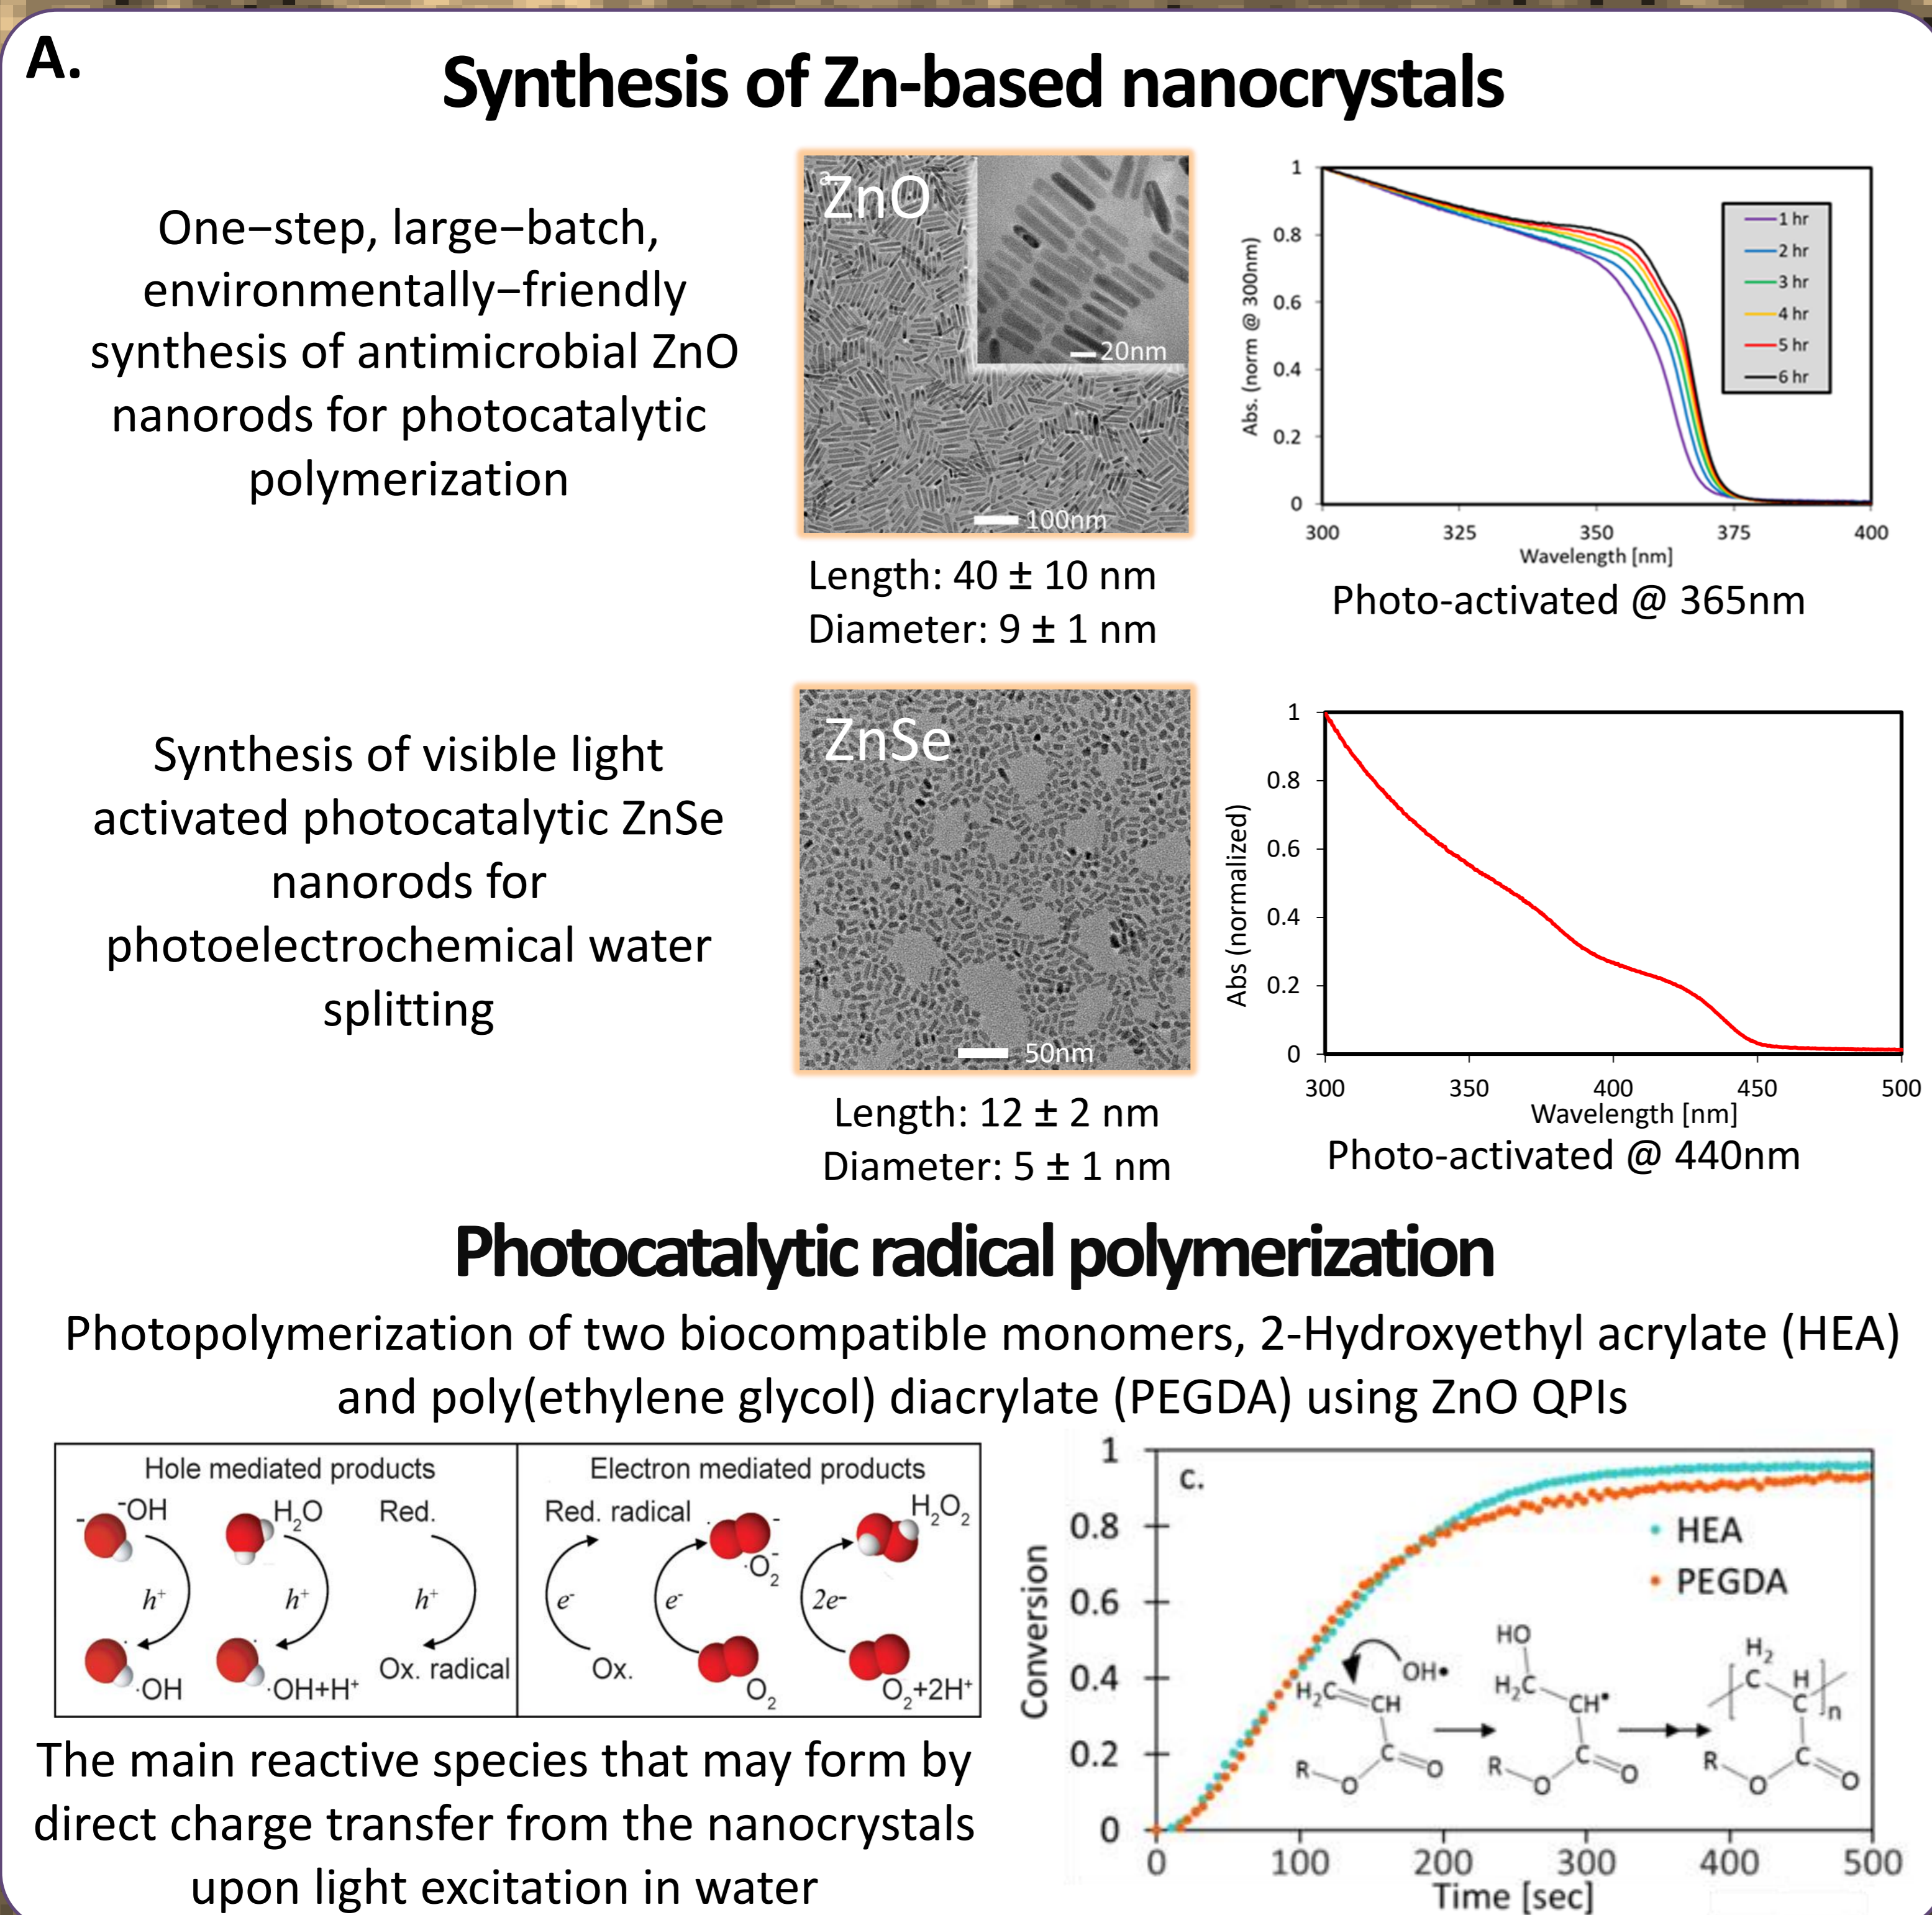 A.
Synthesis of Zn-based nanocrystals
One–step, large–batch,
environmentally–friendly
synthesis of antimicrobial ZnO
nanorods for photocatalytic
polymerization
ZnO
20nm
100nm
Length: 40 ± 10 nm
Diameter: 9 ± 1 nm
Abs. (norm @ 300nm)
1
0.8
0.6
0.4
0.2
0
300 325 350 375 400
Wavelength [nm]
1 hr
2 hr
3 hr
4 hr
5 hr
6 hr
Photo-activated @ 365nm
Synthesis of visible light
activated photocatalytic ZnSe
nanorods for
photoelectrochemical water
splitting
ZnSe
50nm
Length: 12 ± 2 nm
Diameter: 5 ± 1 nm
Abs (normalized)
1
0.8
0.6
0.4
0.2
0
300 350 400 450 500
Wavelength [nm]
Photo-activated @ 440nm
Photocatalytic radical polymerization
Photopolymerization of two biocompatible monomers, 2-Hydroxyethyl acrylate (HEA)
and poly(ethylene glycol) diacrylate (PEGDA) using ZnO QPIs
Hole mediated products
-
⁻OH H₂O Red.
h⁺ h⁺ h⁺
·OH ·OH+H⁺ Ox. radical
Electron mediated products
Red. radical ·O₂⁻ H₂O₂
e⁻ e⁻ 2e⁻
Ox. O₂ O₂+2H⁺
The main reactive species that may form by
direct charge transfer from the nanocrystals
upon light excitation in water
c.
Conversion
1
0.8
0.6
0.4
0.2
0
HEA
PEGDA
OH•
H₂C CH
R O C O
HO
H₂C CH•
R O C O
H₂
C H
C n
R O C O
0 100 200 300 400 500
Time [sec]